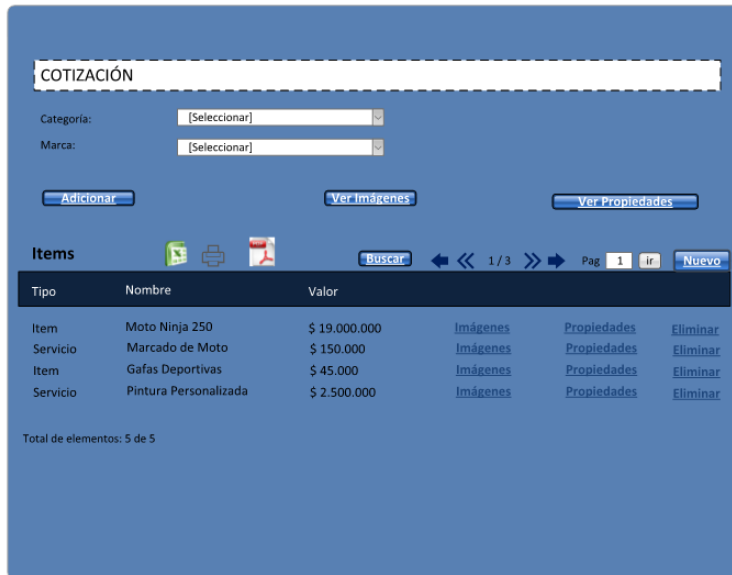 COTIZACIÓN
Categoría: [Seleccionar]
Marca: [Seleccionar]
Adicionar Ver Imágenes Ver Propiedades
Items Buscar 1 / 3 Pag 1 ir Nuevo
Tipo Nombre Valor
Item Moto Ninja 250 $ 19.000.000 Imágenes Propiedades Eliminar
Servicio Marcado de Moto $ 150.000 Imágenes Propiedades Eliminar
Item Gafas Deportivas $ 45.000 Imágenes Propiedades Eliminar
Servicio Pintura Personalizada $ 2.500.000 Imágenes Propiedades Eliminar
Total de elementos: 5 de 5